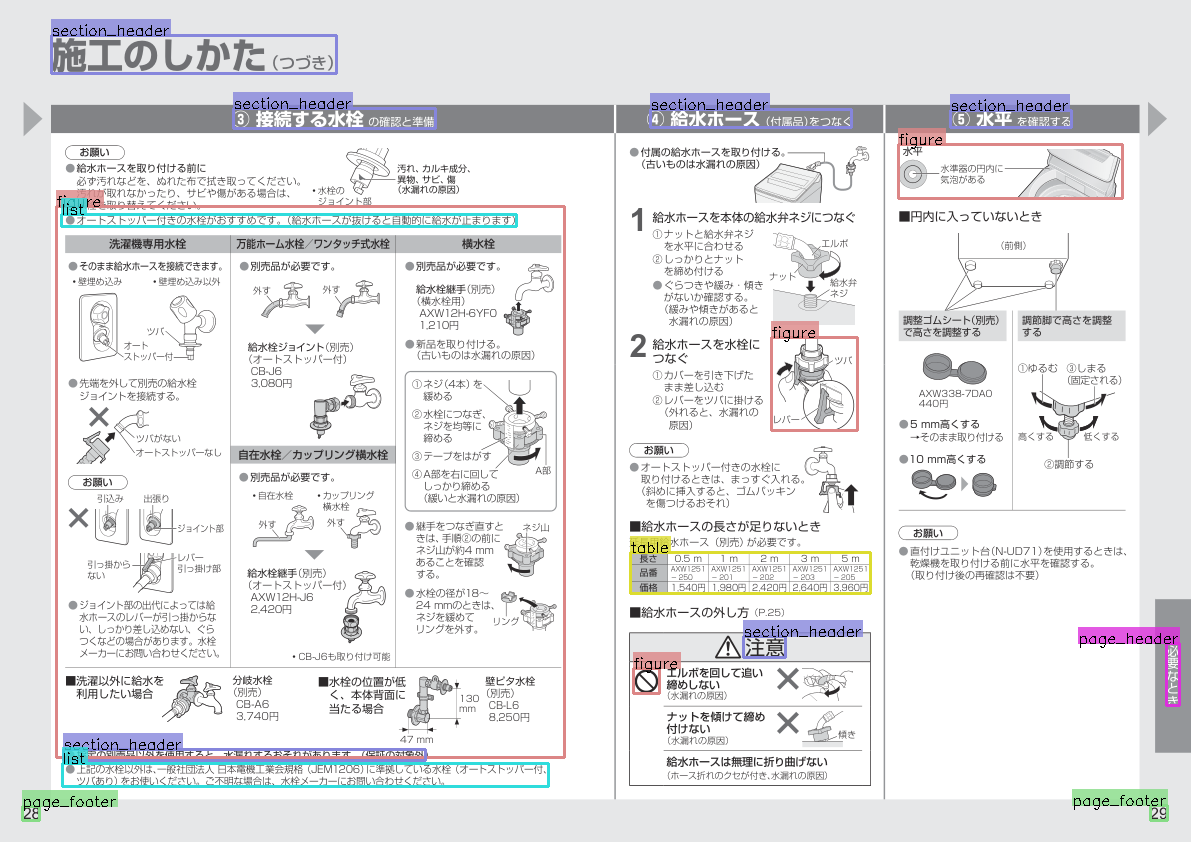 section_header
施工のしかた（つづき）
section_header
③ 接続する水栓 の確認と準備
お願い
●給水ホースを取り付ける前に
必ず汚れなどを、ぬれた布で拭き取ってください。
汚れが取れなかったり、サビや傷がある場合は、
取り替えてください。
・水栓の
ジョイント部
汚れ、カルキ成分、
異物、サビ、傷
（水漏れの原因）
figure
list
●オートストッパー付きの水栓がおすすめです。（給水ホースが抜けると自動的に給水が止まります）
洗濯機専用水栓
●そのまま給水ホースを接続できます。
・壁埋め込み
・壁埋め込み以外
ツバ
オート
ストッパー付
●先端を外して別売の給水栓
ジョイントを接続する。
ツバがない
オートストッパーなし
お願い
引込み
出張り
ジョイント部
引っ掛から
ない
レバー
引っ掛け部
●ジョイント部の出代によっては給
水ホースのレバーが引っ掛からな
い、しっかり差し込めない、ぐら
つくなどの場合があります。水栓
メーカーにお問い合わせください。
万能ホーム水栓／ワンタッチ式水栓
●別売品が必要です。
外す
外す
給水栓ジョイント（別売）
（オートストッパー付）
CB-J6
3,080円
自在水栓／カップリング横水栓
●別売品が必要です。
・自在水栓
・カップリング
横水栓
外す
外す
給水栓継手（別売）
（オートストッパー付）
AXW12H-J6
2,420円
・CB-J6も取り付け可能
横水栓
●別売品が必要です。
給水栓継手（別売）
（横水栓用）
AXW12H-6YF0
1,210円
●新品を取り付ける。
（古いものは水漏れの原因）
①ネジ（4本）を
緩める
②水栓につなぎ、
ネジを均等に
締める
③テープをはがす
④A部を右に回して
しっかり締める
（緩いと水漏れの原因）
A部
●継手をつなぎ直すと
きは、手順②の前に
ネジ山が約4 mm
あることを確認
する。
ネジ山
●水栓の径が18～
24 mmのときは、
ネジを緩めて
リングを外す。
リング
■洗濯以外に給水を
利用したい場合
分岐水栓
（別売）
CB-A6
3,740円
■水栓の位置が低
く、本体背面に
当たる場合
130
mm
47 mm
壁ピタ水栓
（別売）
CB-L6
8,250円
section_header
の別売品以外を使用すると、水漏れするおそれがあります。（保証の対象外）
list
●上記の水栓以外は、一般社団法人 日本電機工業会規格（JEM1206）に準拠している水栓（オートストッパー付、
ツバあり）をお使いください。ご不明な場合は、水栓メーカーにお問い合わせください。
page_footer
28
section_header
④ 給水ホース（付属品）をつなぐ
●付属の給水ホースを取り付ける。
（古いものは水漏れの原因）
1 給水ホースを本体の給水弁ネジにつなぐ
①ナットと給水弁ネジ
を水平に合わせる
②しっかりとナット
を締め付ける
●ぐらつきや緩み・傾き
がないか確認する。
（緩みや傾きがあると
水漏れの原因）
エルボ
ナット
給水弁
ネジ
2 給水ホースを水栓に
つなぐ
①カバーを引き下げた
まま差し込む
②レバーをツバに掛ける
（外れると、水漏れの
原因）
figure
ツバ
レバー
お願い
●オートストッパー付きの水栓に
取り付けるときは、まっすぐ入れる。
（斜めに挿入すると、ゴムパッキン
を傷つけるおそれ）
■給水ホースの長さが足りないとき
水ホース（別売）が必要です。
table
長さ 0.5 m 1 m 2 m 3 m 5 m
品番 AXW1251－250 AXW1251－201 AXW1251－202 AXW1251－203 AXW1251－205
価格 1,540円 1,980円 2,420円 2,640円 3,960円
■給水ホースの外し方（P.25）
section_header
注意
figure
エルボを回して追い
締めしない
（水漏れの原因）
ナットを傾けて締め
付けない
（水漏れの原因）
傾き
給水ホースは無理に折り曲げない
（ホース折れのクセが付き、水漏れの原因）
section_header
⑤ 水平 を確認する
figure
水平
水準器の円内に
気泡がある
■円内に入っていないとき
（前側）
調整ゴムシート（別売）
で高さを調整する
AXW338-7DA0
440円
●5 mm高くする
→そのまま取り付ける
●10 mm高くする
調節脚で高さを調整
する
①ゆるむ
③しまる
（固定される）
高くする
低くする
②調節する
お願い
●直付けユニット台（N-UD71）を使用するときは、
乾燥機を取り付ける前に水平を確認する。
（取り付け後の再確認は不要）
page_header
必要なとき
page_footer
29